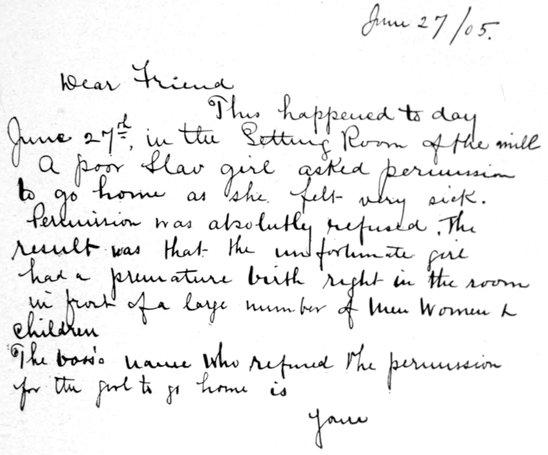 June 27/05.
Dear Friend
This happened to day
June 27th, in the Setting Room of the mill
A poor Slav girl asked permission
to go home as she felt very sick.
Permission was absolutly refused. The
result was that the unfortunate girl
had a premature birth right in the room
in front of a large number of Men Women &
children
The boss's name who refused the permission
for the girl to go home is